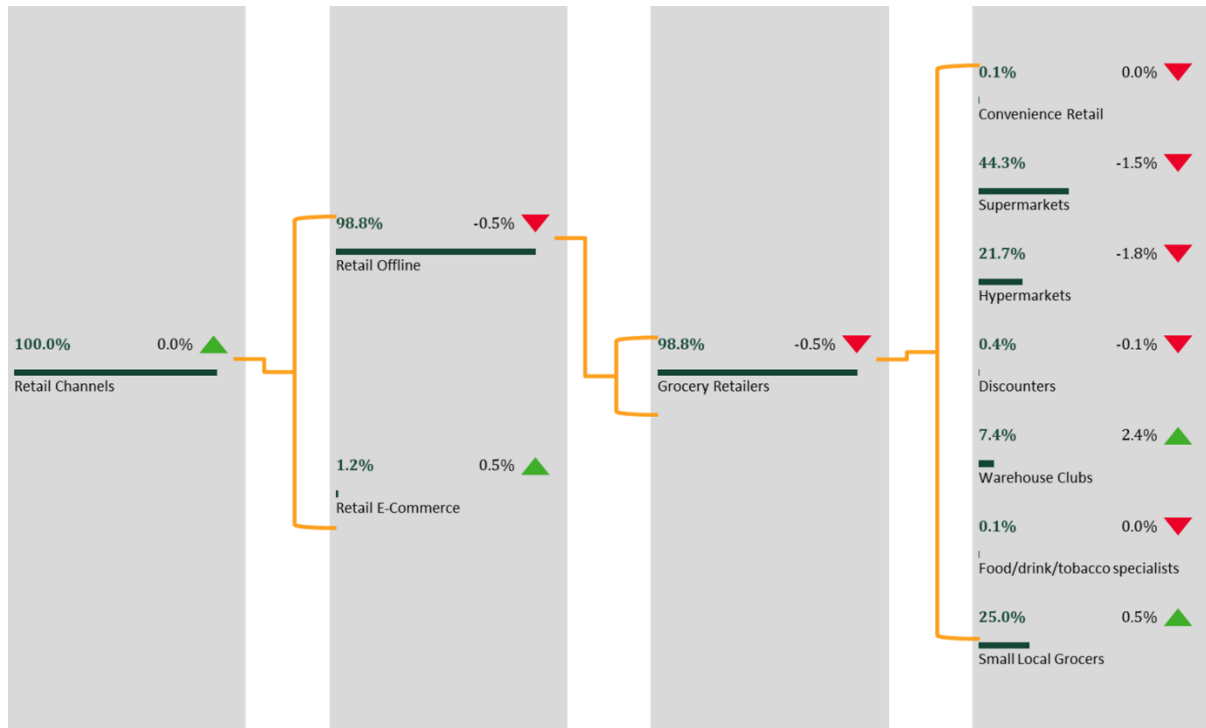 100.0% 0.0%
Retail Channels
98.8% -0.5%
Retail Offline
1.2% 0.5%
Retail E-Commerce
98.8% -0.5%
Grocery Retailers
0.1% 0.0%
Convenience Retail
44.3% -1.5%
Supermarkets
21.7% -1.8%
Hypermarkets
0.4% -0.1%
Discounters
7.4% 2.4%
Warehouse Clubs
0.1% 0.0%
Food/drink/tobacco specialists
25.0% 0.5%
Small Local Grocers